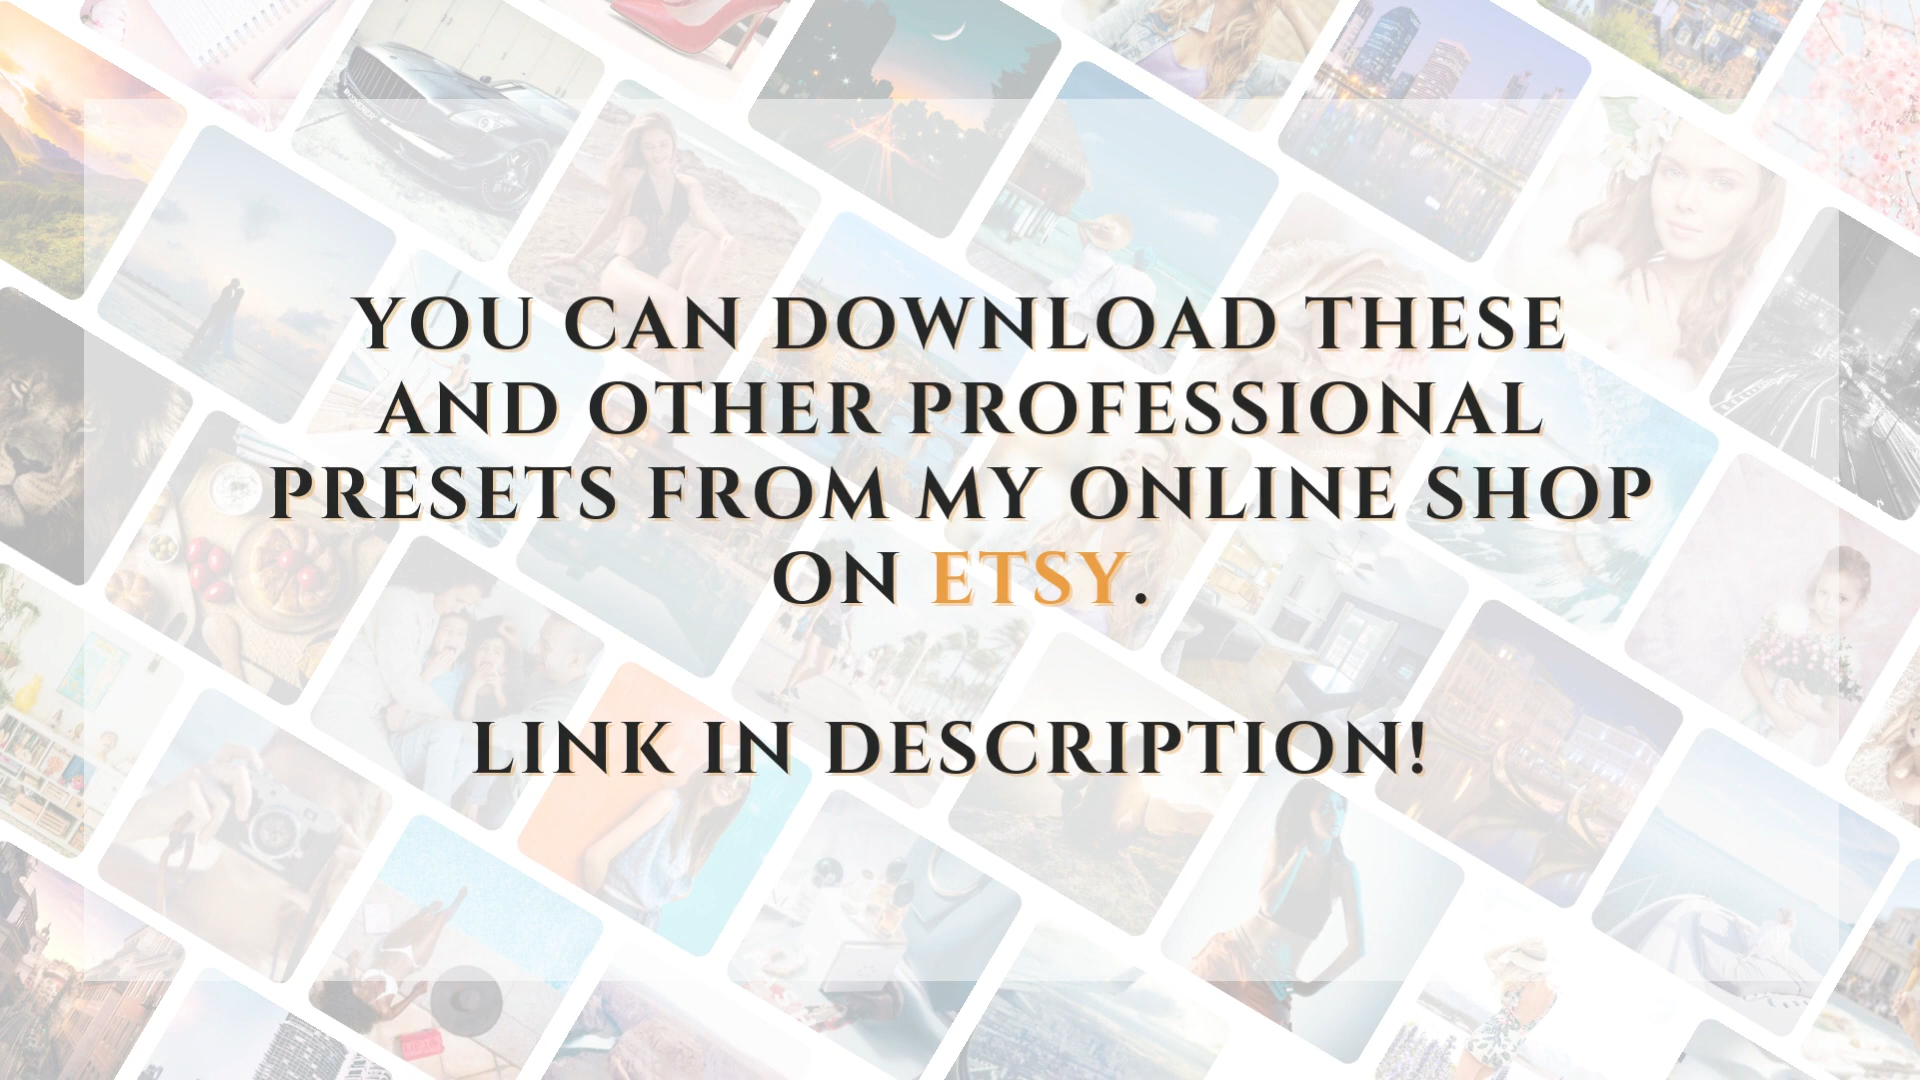 YOU CAN DOWNLOAD THESE
AND OTHER PROFESSIONAL
PRESETS FROM MY ONLINE SHOP
ON ETSY.
LINK IN DESCRIPTION!